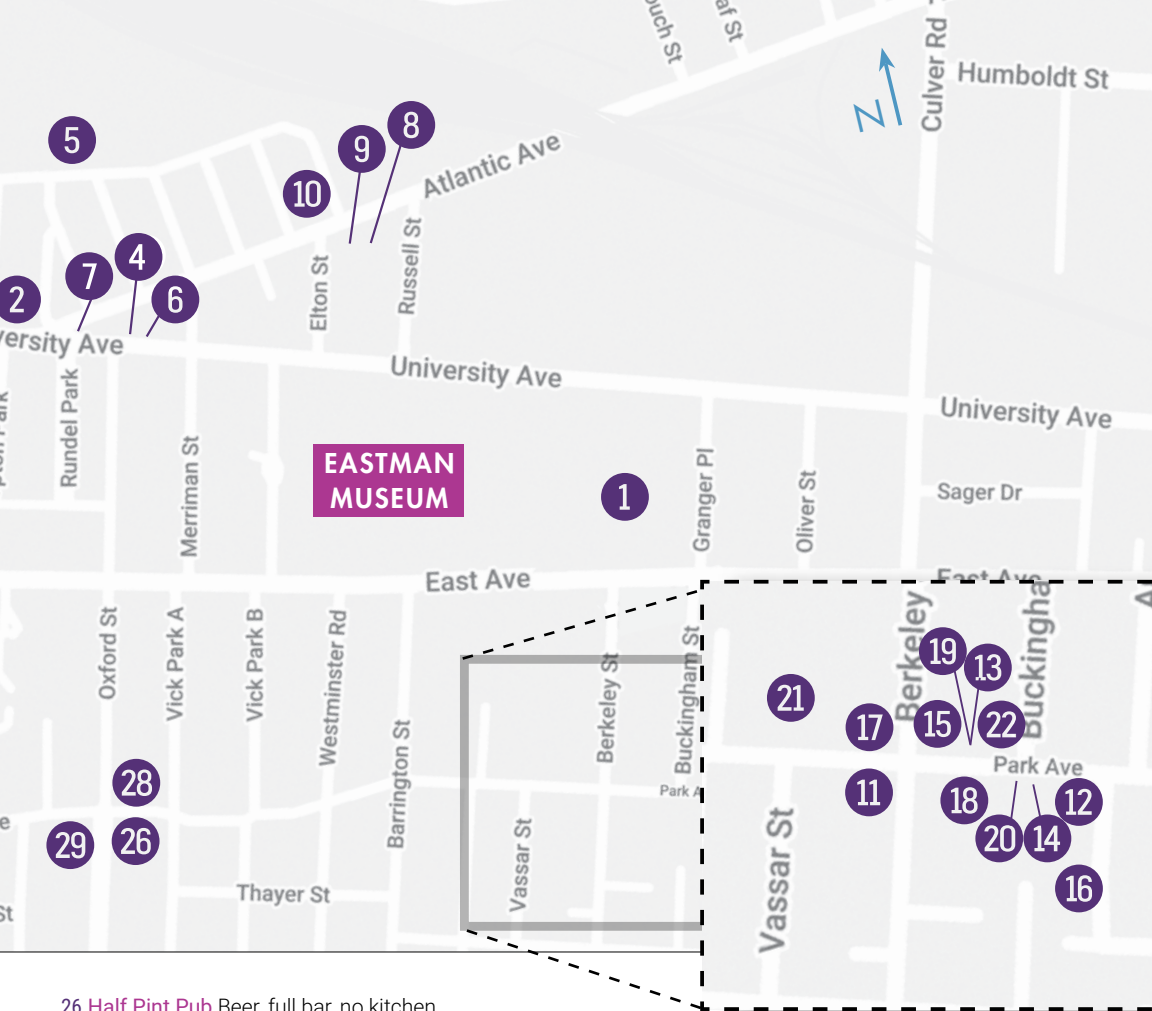 Culver Rd
Humboldt St
N
5
9
8
10
Atlantic Ave
4
7
6
2
Elton St
Russell St
University Ave
University Ave
Rundel Park
Merriman St
EASTMAN
MUSEUM
1
Granger Pl
Oliver St
Sager Dr
East Ave
East Ave
Oxford St
Vick Park A
Vick Park B
Westminster Rd
Barrington St
Berkeley St
Buckingham St
Park A
Vassar St
Thayer St
St
28
29
26
Berkeley
Buckingha
19
13
21
17
15
22
Park Ave
11
18
12
20
14
16
Vassar St
26 Half Pint Pub Beer, full bar, no kitchen